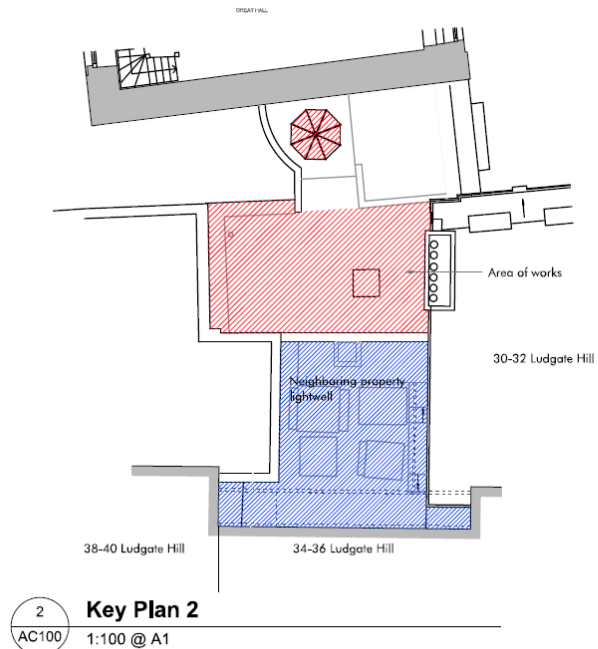 GREAT HALL
Area of works
30-32 Ludgate Hill
Neighboring property
lightwell
38-40 Ludgate Hill
34-36 Ludgate Hill
2
AC100
Key Plan 2
1:100 @ A1